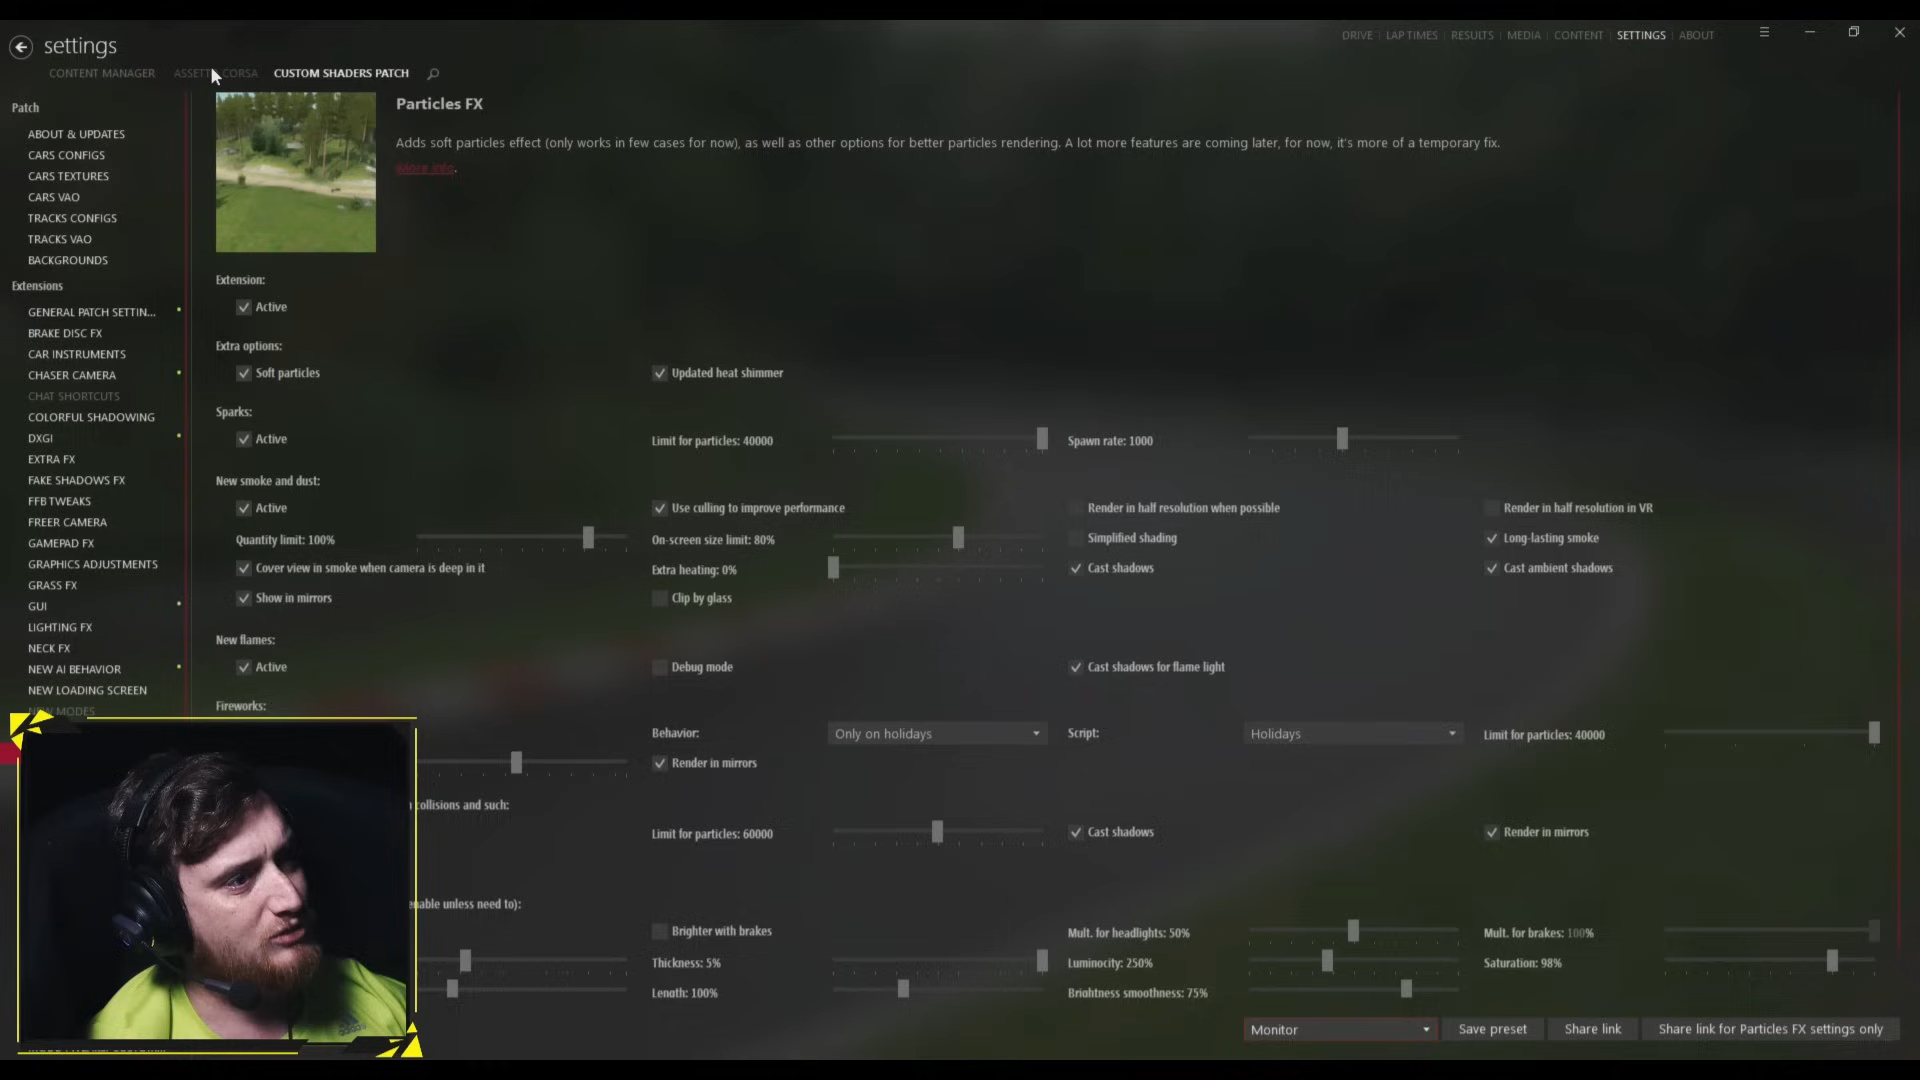 settings
DRIVE LAP TIMES RESULTS MEDIA CONTENT SETTINGS ABOUT
CONTENT MANAGER ASSETTO CORSA CUSTOM SHADERS PATCH
Patch
ABOUT & UPDATES
CARS CONFIGS
CARS TEXTURES
CARS VAO
TRACKS CONFIGS
TRACKS VAO
BACKGROUNDS
Extensions
GENERAL PATCH SETTIN...
BRAKE DISC FX
CAR INSTRUMENTS
CHASER CAMERA
CHAT SHORTCUTS
COLORFUL SHADOWING
DXGI
EXTRA FX
FAKE SHADOWS FX
FFB TWEAKS
FREER CAMERA
GAMEPAD FX
GRAPHICS ADJUSTMENTS
GRASS FX
GUI
LIGHTING FX
NECK FX
NEW AI BEHAVIOR
NEW LOADING SCREEN
NEW MODES
Particles FX
Adds soft particles effect (only works in few cases for now), as well as other options for better particles rendering. A lot more features are coming later, for now, it's more of a temporary fix.
More info.
Extension:
Active
Extra options:
Soft particles Updated heat shimmer
Sparks:
Active Limit for particles: 40000 Spawn rate: 1000
New smoke and dust:
Active Use culling to improve performance Render in half resolution when possible Render in half resolution in VR
Quantity limit: 100% On-screen size limit: 80% Simplified shading Long-lasting smoke
Cover view in smoke when camera is deep in it Extra heating: 0% Cast shadows Cast ambient shadows
Show in mirrors Clip by glass
New flames:
Active Debug mode Cast shadows for flame light
Fireworks:
Behavior: Only on holidays Script: Holidays Limit for particles: 40000
Render in mirrors
collisions and such:
Limit for particles: 60000 Cast shadows Render in mirrors
unless need to):
Brighter with brakes Mult. for headlights: 50% Mult. for brakes: 100%
Thickness: 5% Luminocity: 250% Saturation: 98%
Length: 100% Brightness smoothness: 75%
Monitor Save preset Share link Share link for Particles FX settings only